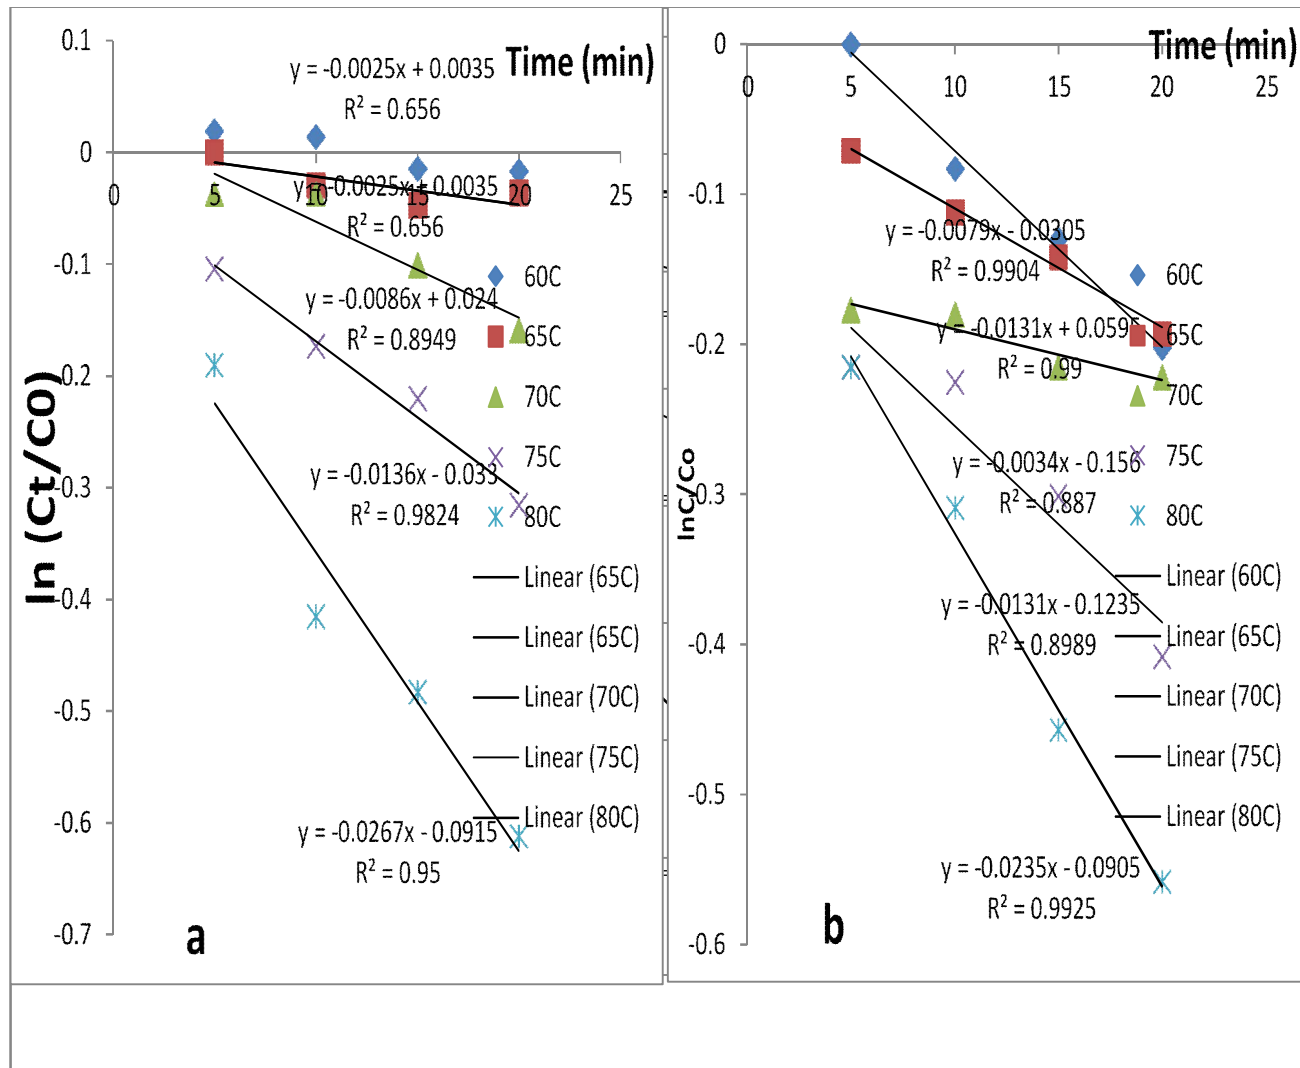 0.1
0
-0.1
-0.2
-0.3
-0.4
-0.5
-0.6
-0.7
ln (Ct/C0)
Time (min)
0 5 10 15 20 25
y = -0.0025x + 0.0035
R² = 0.656
y = -0.0025x + 0.0035
R² = 0.656
y = -0.0086x + 0.024
R² = 0.8949
y = -0.0136x - 0.033
R² = 0.9824
y = -0.0267x - 0.0915
R² = 0.95
60C
65C
70C
75C
80C
Linear (65C)
Linear (65C)
Linear (70C)
Linear (75C)
Linear (80C)
a
0
-0.1
-0.2
-0.3
-0.4
-0.5
-0.6
lnC/Co
Time (min)
0 5 10 15 20 25
y = -0.0079x - 0.0305
R² = 0.9904
y = -0.0131x + 0.0595
R² = 0.99
y = -0.0034x - 0.156
R² = 0.887
y = -0.0131x - 0.1235
R² = 0.8989
y = -0.0235x - 0.0905
R² = 0.9925
60C
65C
70C
75C
80C
Linear (60C)
Linear (65C)
Linear (70C)
Linear (75C)
Linear (80C)
b